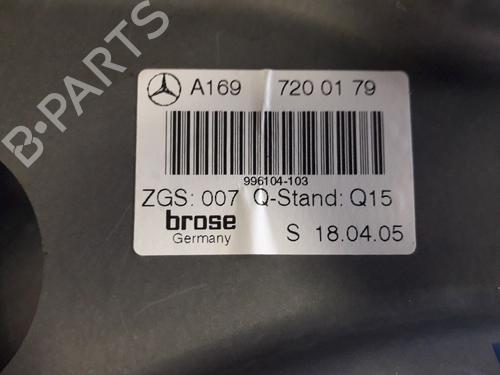 B-PARTS
A169 720 01 79
996104-103
ZGS: 007 Q-Stand: Q15
brose
Germany
S 18.04.05